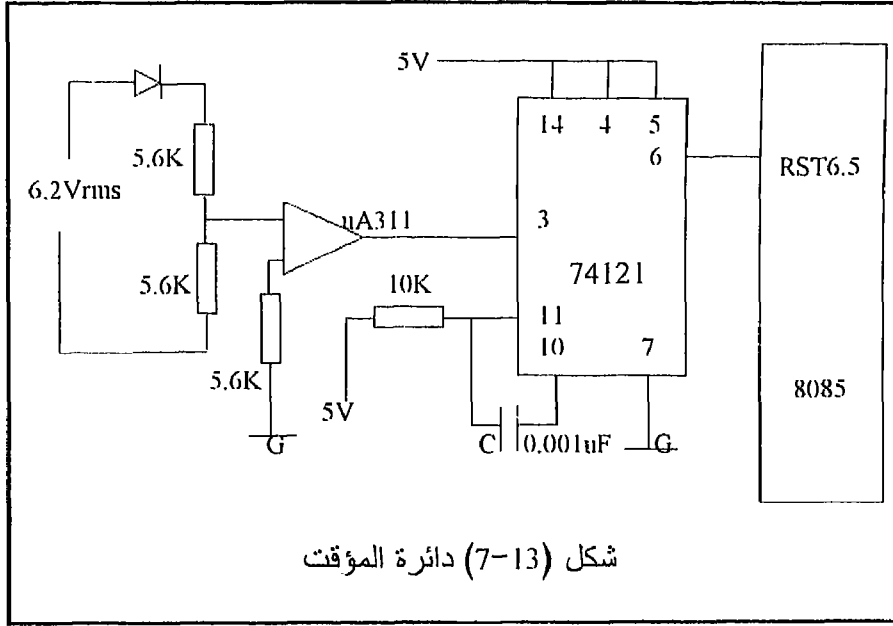 5V
14 4 5
6
5.6K
RST6.5
6.2Vrms
uA311
3
74121
5.6K
10K
11
10 7
5.6K
8085
5V
G
C 0.001uF G
شكل (13-7) دائرة المؤقت